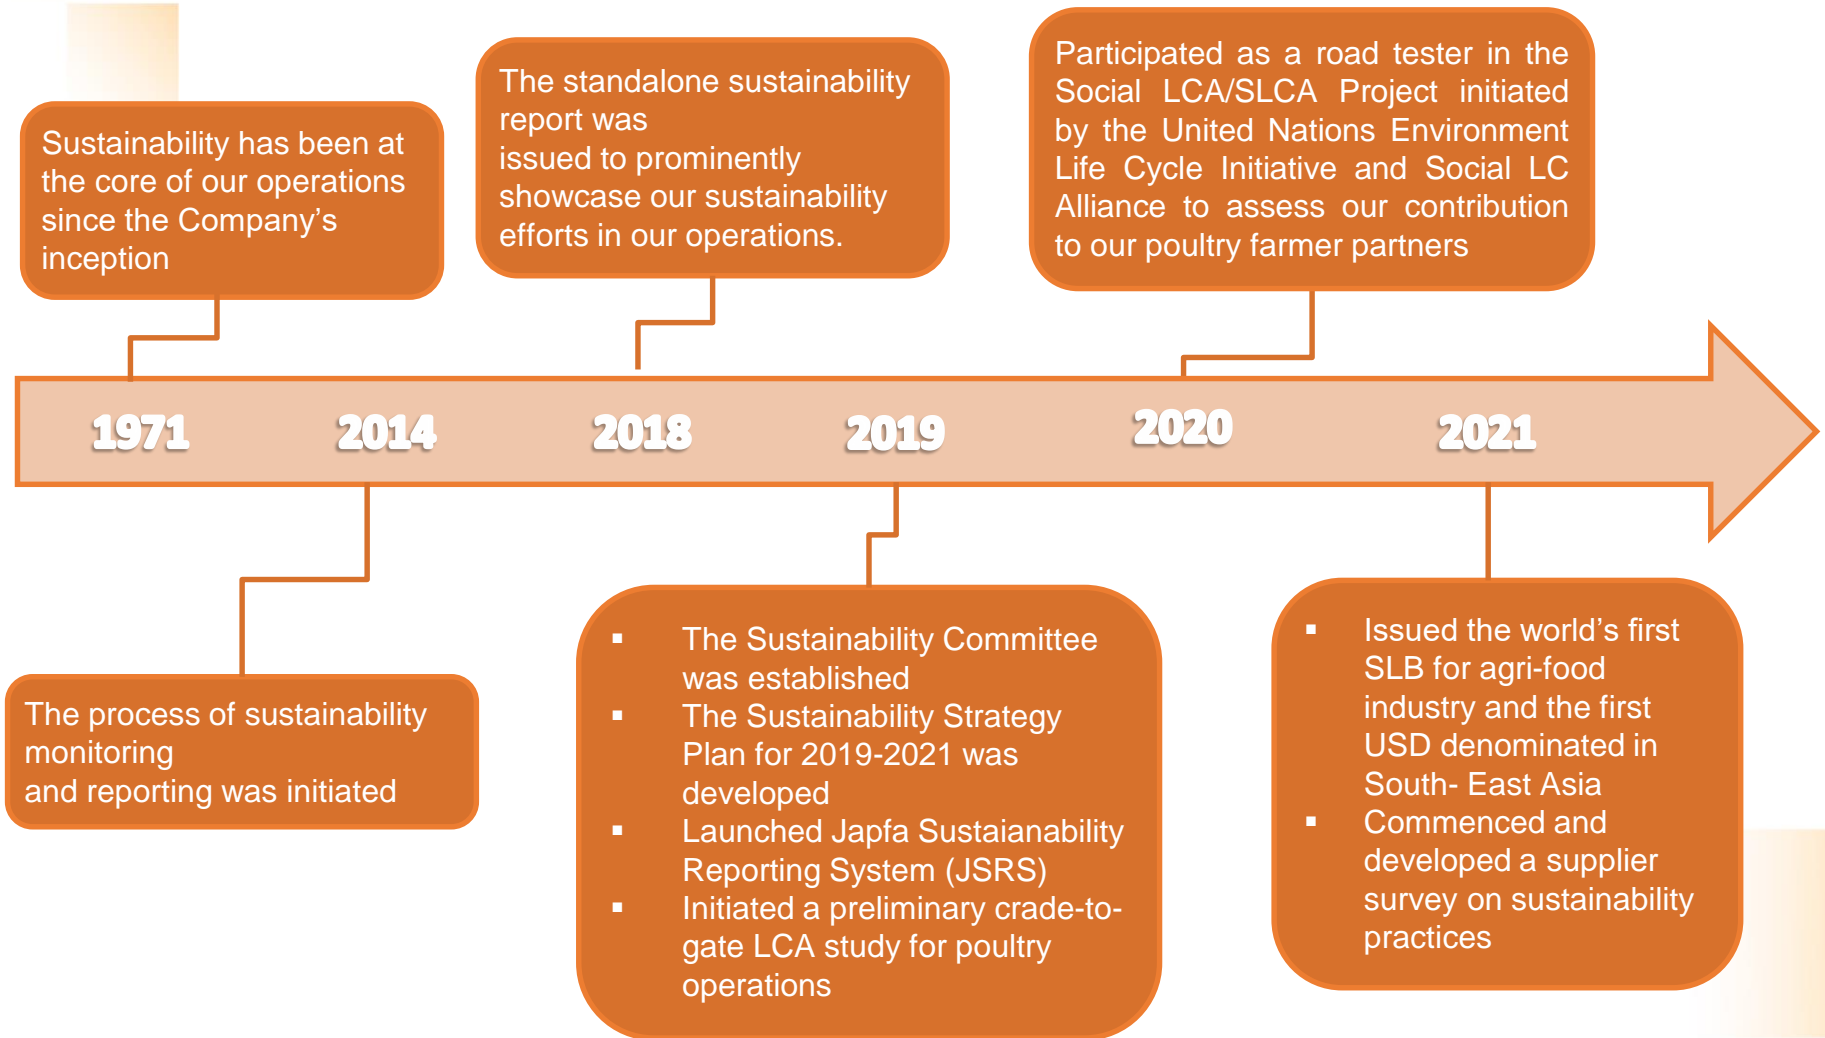 Sustainability has been at
the core of our operations
since the Company’s
inception
The standalone sustainability
report was
issued to prominently
showcase our sustainability
efforts in our operations.
Participated as a road tester in the
Social LCA/SLCA Project initiated
by the United Nations Environment
Life Cycle Initiative and Social LC
Alliance to assess our contribution
to our poultry farmer partners
1971
2014
2018
2019
2020
2021
The process of sustainability
monitoring
and reporting was initiated
▪ The Sustainability Committee
was established
▪ The Sustainability Strategy
Plan for 2019-2021 was
developed
▪ Launched Japfa Sustaianability
Reporting System (JSRS)
▪ Initiated a preliminary crade-to-
gate LCA study for poultry
operations
▪ Issued the world’s first
SLB for agri-food
industry and the first
USD denominated in
South- East Asia
▪ Commenced and
developed a supplier
survey on sustainability
practices